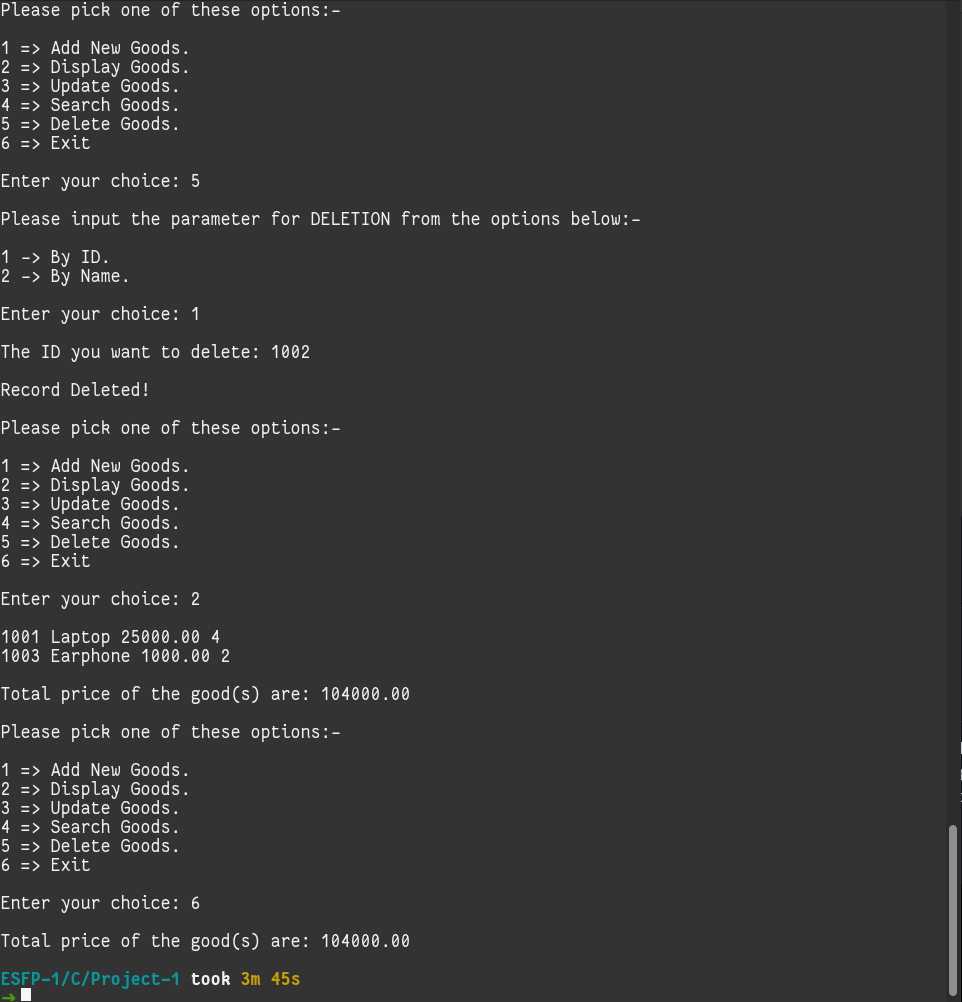 Please pick one of these options:-
1 => Add New Goods.
2 => Display Goods.
3 => Update Goods.
4 => Search Goods.
5 => Delete Goods.
6 => Exit
Enter your choice: 5
Please input the parameter for DELETION from the options below:-
1 -> By ID.
2 -> By Name.
Enter your choice: 1
The ID you want to delete: 1002
Record Deleted!
Please pick one of these options:-
1 => Add New Goods.
2 => Display Goods.
3 => Update Goods.
4 => Search Goods.
5 => Delete Goods.
6 => Exit
Enter your choice: 2
1001 Laptop 25000.00 4
1003 Earphone 1000.00 2
Total price of the good(s) are: 104000.00
Please pick one of these options:-
1 => Add New Goods.
2 => Display Goods.
3 => Update Goods.
4 => Search Goods.
5 => Delete Goods.
6 => Exit
Enter your choice: 6
Total price of the good(s) are: 104000.00
ESFP-1/C/Project-1 took 3m 45s
→